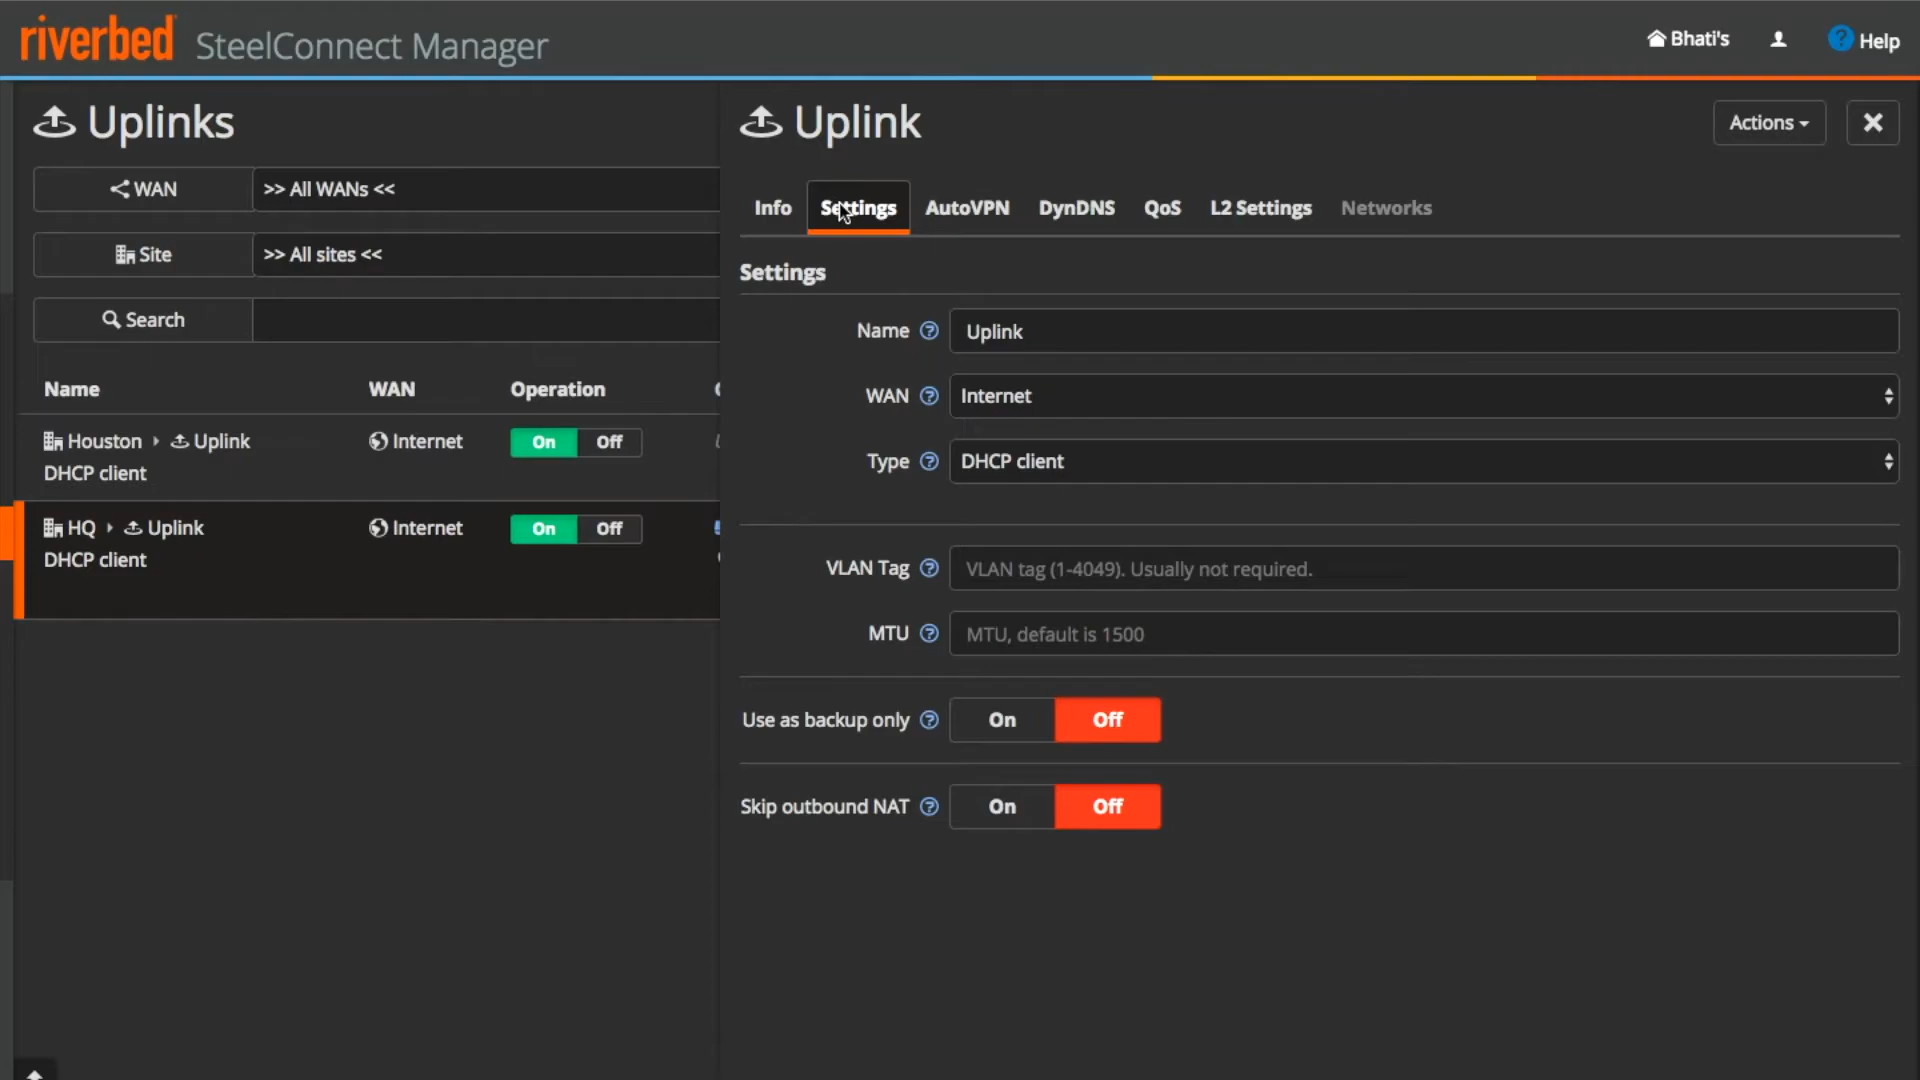 riverbed SteelConnect Manager
Bhati's
? Help
Uplinks
WAN >> All WANs <<
Site >> All sites <<
Search
Name WAN Operation
Houston Uplink Internet On Off
DHCP client
HQ Uplink Internet On Off
DHCP client
Uplink
Actions
Info Settings AutoVPN DynDNS QoS L2 Settings Networks
Settings
Name ? Uplink
WAN ? Internet
Type ? DHCP client
VLAN Tag ? VLAN tag (1-4049). Usually not required.
MTU ? MTU, default is 1500
Use as backup only ? On Off
Skip outbound NAT ? On Off